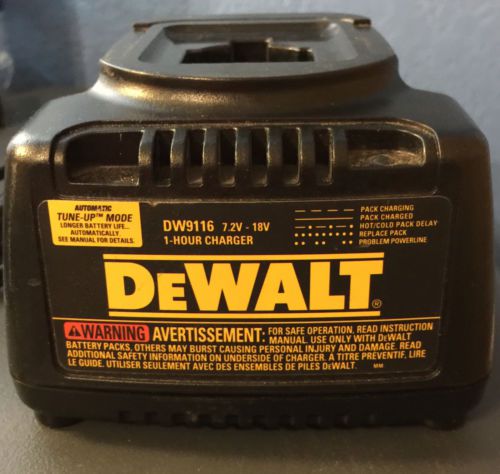 AUTOMATIC
TUNE-UP™ MODE
LONGER BATTERY LIFE...
AUTOMATICALLY.
SEE MANUAL FOR DETAILS.
DW9116 7.2V - 18V
1-HOUR CHARGER
PACK CHARGING
PACK CHARGED
HOT/COLD PACK DELAY
REPLACE PACK
PROBLEM POWERLINE
DEWALT®
WARNING AVERTISSEMENT: FOR SAFE OPERATION, READ INSTRUCTION
MANUAL. USE ONLY WITH DeWALT
BATTERY PACKS, OTHERS MAY BURST CAUSING PERSONAL INJURY AND DAMAGE. READ
ADDITIONAL SAFETY INFORMATION ON UNDERSIDE OF CHARGER. A TITRE PRÉVENTIF, LIRE
LE GUIDE. UTILISER SEULEMENT AVEC DES ENSEMBLES DE PILES DeWALT.
MM